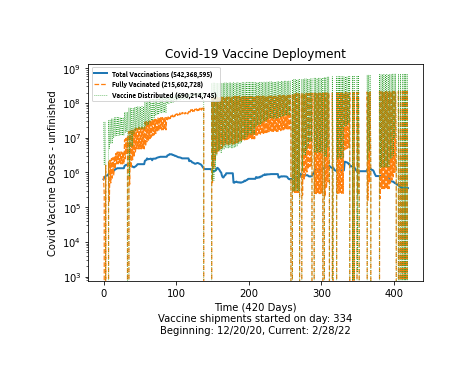 Covid-19 Vaccine Deployment
Total Vaccinations (542,368,595)
Fully Vacinated (215,602,728)
Vaccine Distributed (690,214,745)
Covid Vaccine Doses - unfinished
10⁹
10⁸
10⁷
10⁶
10⁵
10⁴
10³
0 100 200 300 400
Time (420 Days)
Vaccine shipments started on day: 334
Beginning: 12/20/20, Current: 2/28/22